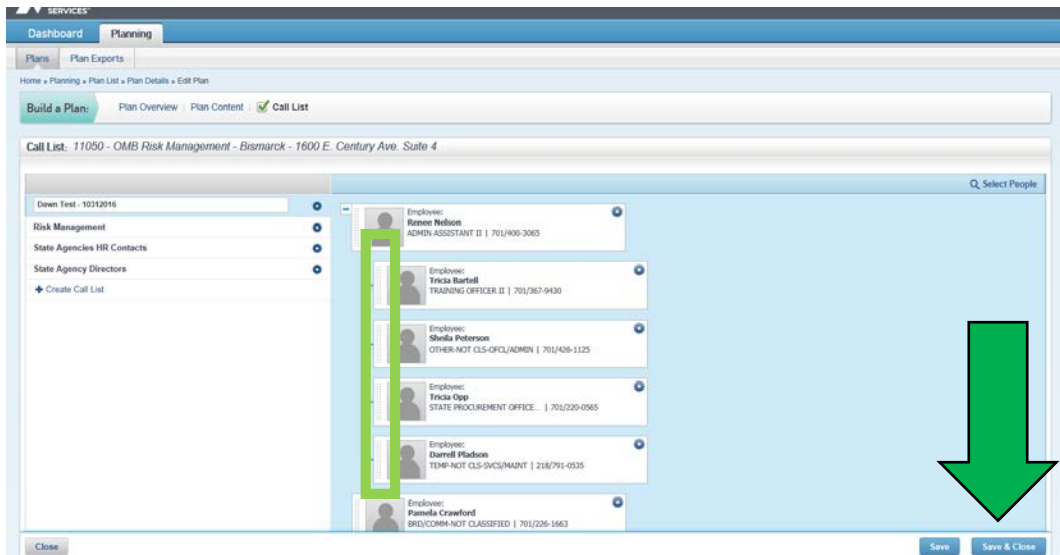 SERVICES
Dashboard Planning
Plans Plan Exports
Home » Planning » Plan List » Plan Details » Edit Plan
Build a Plan: Plan Overview Plan Content Call List
Call List: 11050 - OMB Risk Management - Bismarck - 1600 E. Century Ave. Suite 4
Select People
Dawn Test - 10312016
Risk Management
State Agencies HR Contacts
State Agency Directors
Create Call List
Employee:
Renee Nelson
ADMIN ASSISTANT II | 701/400-3065
Employee:
Tricia Bartell
TRAINING OFFICER II | 701/367-9430
Employee:
Sheila Peterson
OTHER-NOT CLS-OFCL/ADMIN | 701/426-1125
Employee:
Tricia Opp
STATE PROCUREMENT OFFICE... | 701/220-0565
Employee:
Darrell Pladson
TEMP-NOT CLS-SVCS/MAINT | 218/791-0535
Employee:
Pamela Crawford
BRD/COMM-NOT CLASSIFIED | 701/226-1663
Close Save Save & Close